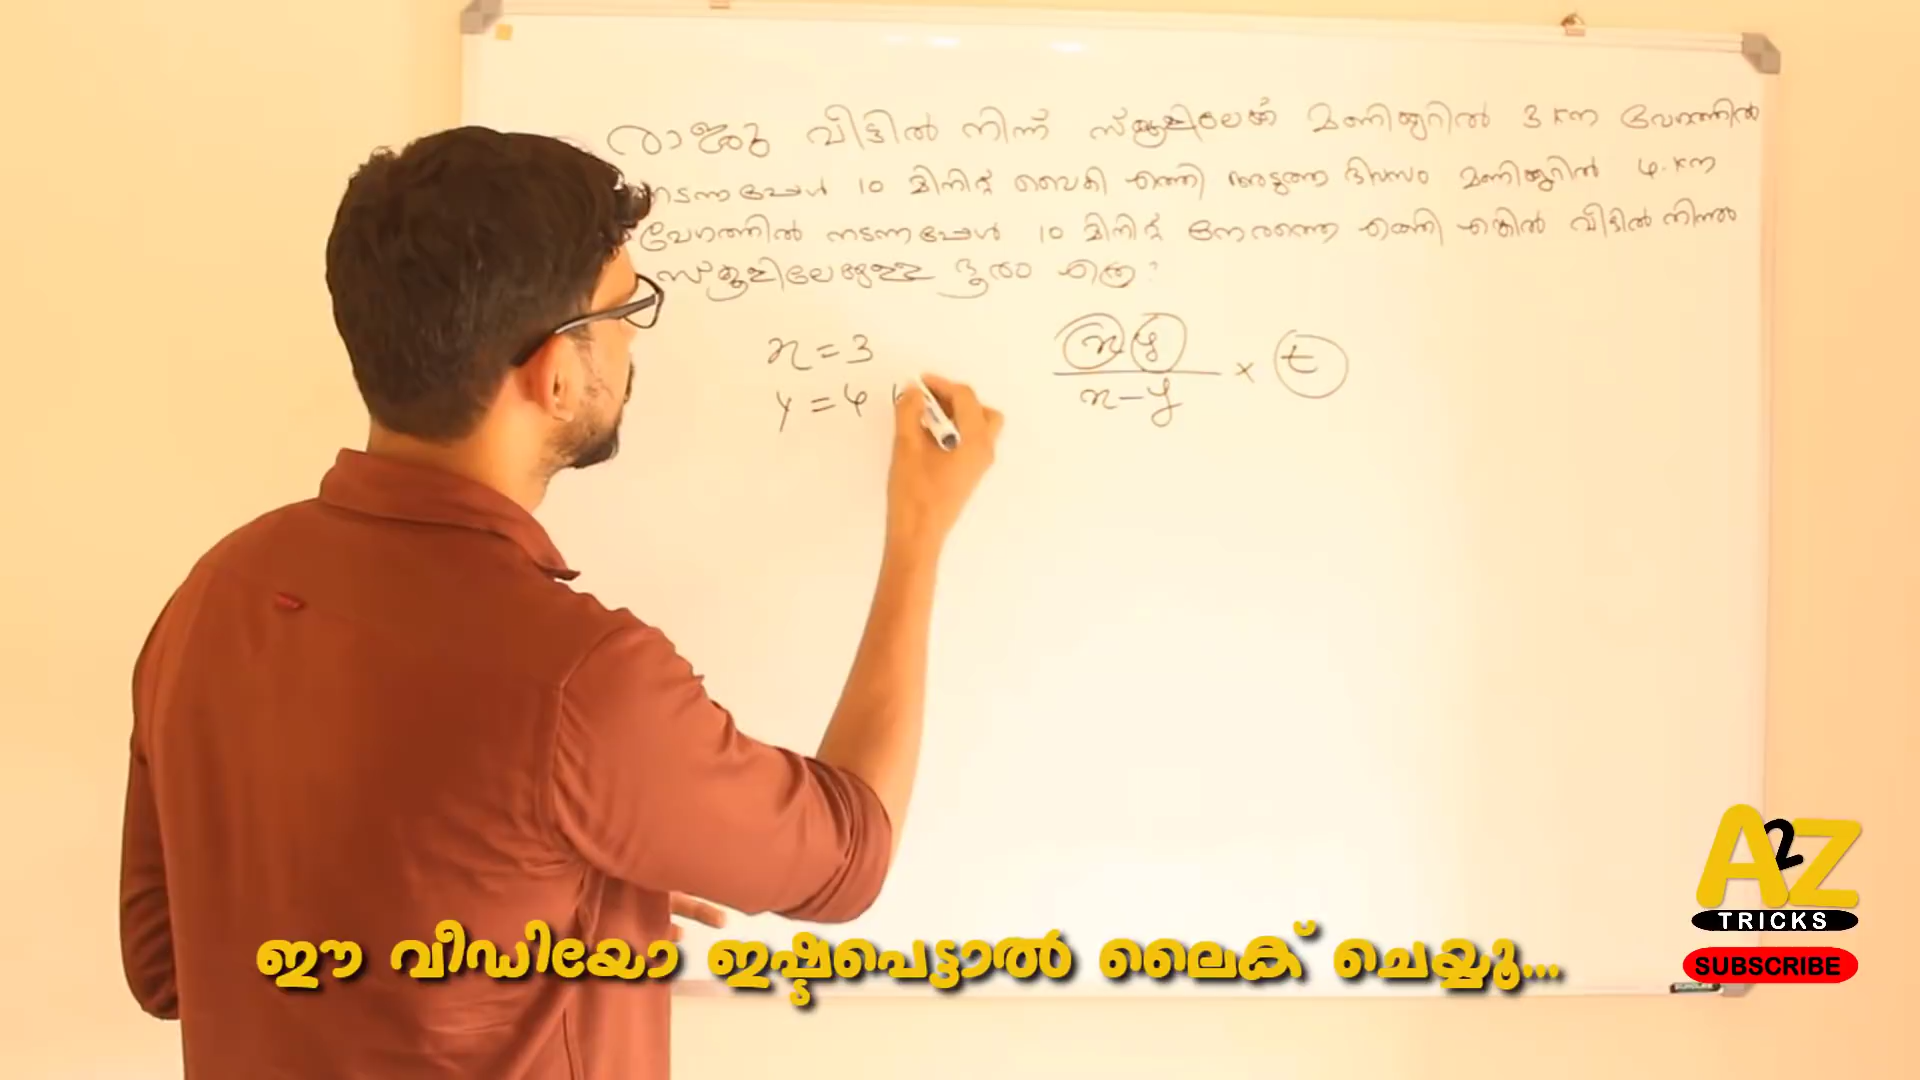 രാജു വീട്ടിൽ നിന്ന് സ്കൂളിലേക്ക് മണിക്കൂറിൽ 3 km വേഗത്തിൽ
നടന്നപ്പോൾ 10 മിനിറ്റ് വൈകി എത്തി അടുത്ത ദിവസം മണിക്കൂറിൽ 4 km
വേഗത്തിൽ നടന്നപ്പോൾ 10 മിനിറ്റ് നേരത്തെ എത്തി എങ്കിൽ വീട്ടിൽ നിന്നും
സ്കൂളിലേക്കുള്ള ദൂരം എത്ര?
x = 3
y = 4
xy
x - y
× t
A2Z
TRICKS
SUBSCRIBE
ഈ വീഡിയോ ഇഷ്ടപെട്ടാൽ ലൈക് ചെയ്യൂ...